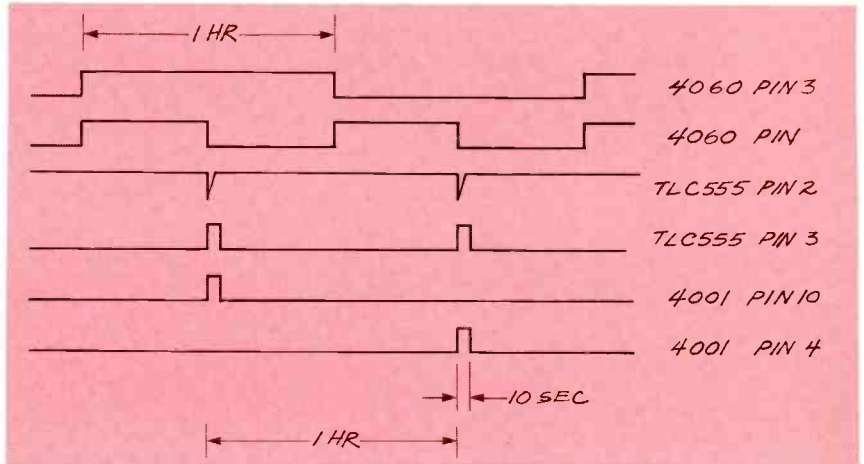 1 HR
4060 PIN 3
4060 PIN
TLC555 PIN 2
TLC555 PIN 3
4001 PIN 10
4001 PIN 4
10 SEC
1 HR